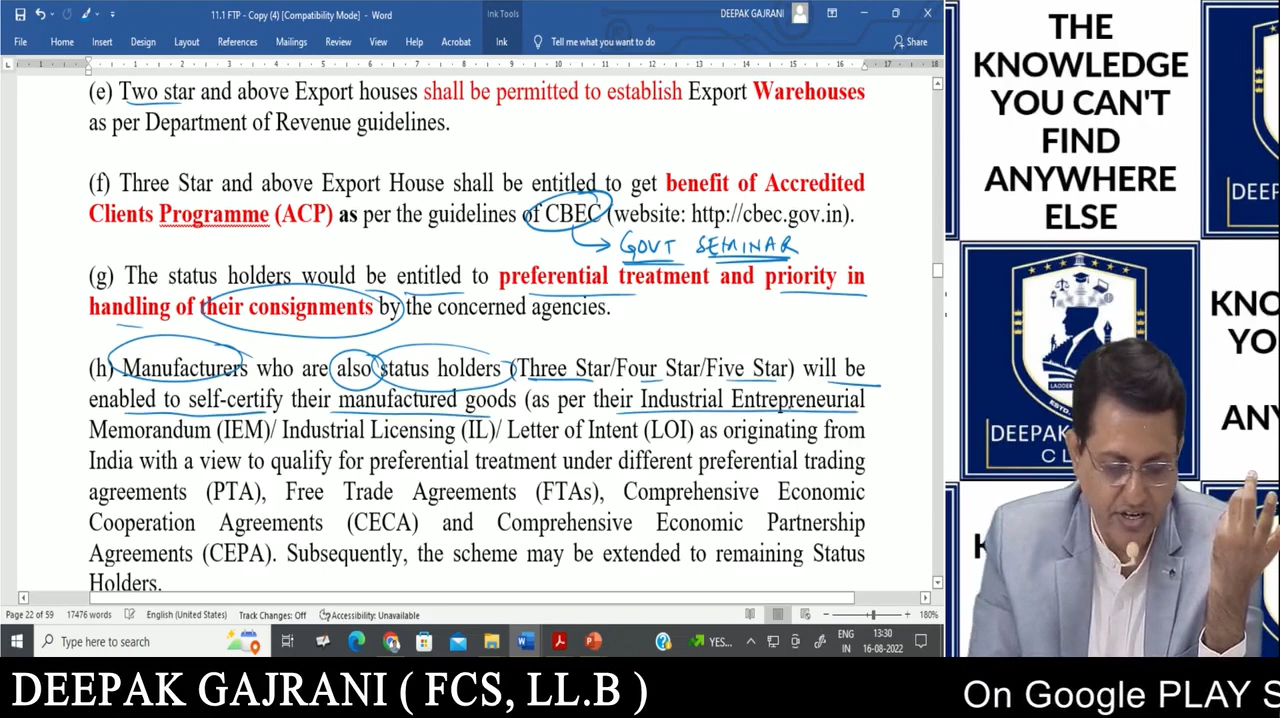 11.1 FTP - Copy (4) [Compatibility Mode] - Word
Ink Tools
DEEPAK GAJRANI
File Home Insert Design Layout References Mailings Review View Help Acrobat Ink Tell me what you want to do Share
(e) Two star and above Export houses shall be permitted to establish Export Warehouses
as per Department of Revenue guidelines.
(f) Three Star and above Export House shall be entitled to get benefit of Accredited
Clients Programme (ACP) as per the guidelines of CBEC (website: http://cbec.gov.in).
GOVT SEMINAR
(g) The status holders would be entitled to preferential treatment and priority in
handling of their consignments by the concerned agencies.
(h) Manufacturers who are also status holders (Three Star/Four Star/Five Star) will be
enabled to self-certify their manufactured goods (as per their Industrial Entrepreneurial
Memorandum (IEM)/ Industrial Licensing (IL)/ Letter of Intent (LOI) as originating from
India with a view to qualify for preferential treatment under different preferential trading
agreements (PTA), Free Trade Agreements (FTAs), Comprehensive Economic
Cooperation Agreements (CECA) and Comprehensive Economic Partnership
Agreements (CEPA). Subsequently, the scheme may be extended to remaining Status
Holders.
Page 22 of 59 17476 words English (United States) Track Changes: Off Accessibility: Unavailable 180%
Type here to search
YES...
ENG
IN
13:30
16-08-2022
THE
KNOWLEDGE
YOU CAN'T
FIND
ANYWHERE
ELSE
DEEP
LADDER
ESTD.
DEEPAK
CL
KNO
YO
ANY
DEEPAK GAJRANI ( FCS, LL.B )
On Google PLAY S